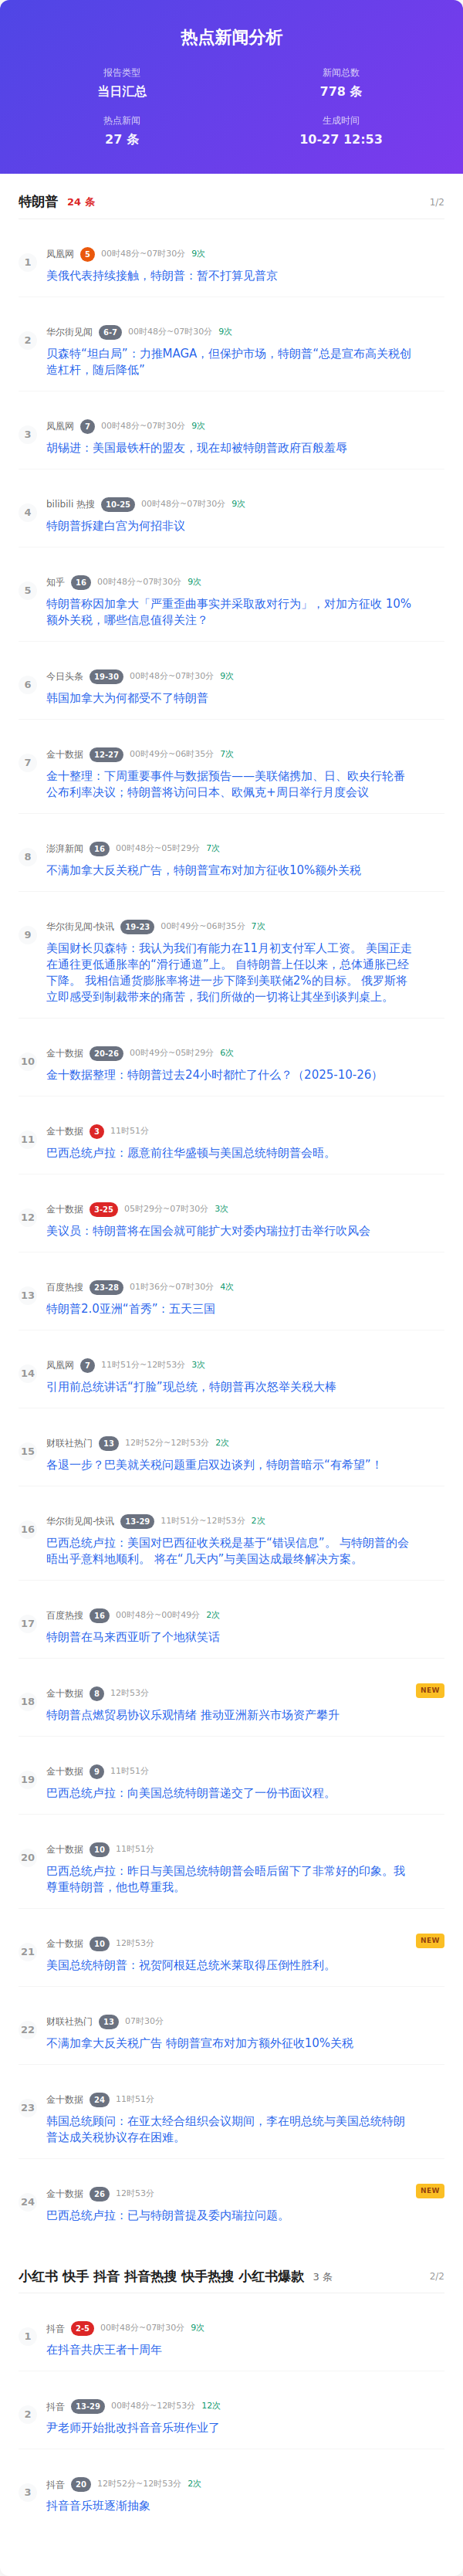 热点新闻分析
报告类型
新闻总数
当日汇总
778 条
热点新闻
生成时间
27 条
10-27 12:53
特朗普 24 条 1/2
1
凤凰网 5 00时48分~07时30分 9次
美俄代表持续接触，特朗普：暂不打算见普京
2
华尔街见闻 6-7 00时48分~07时30分 9次
贝森特“坦白局”：力推MAGA，但保护市场，特朗普“总是宣布高关税创
造杠杆，随后降低”
3
凤凰网 7 00时48分~07时30分 9次
胡锡进：美国最铁杆的盟友，现在却被特朗普政府百般羞辱
4
bilibili 热搜 10-25 00时48分~07时30分 9次
特朗普拆建白宫为何招非议
5
知乎 16 00时48分~07时30分 9次
特朗普称因加拿大「严重歪曲事实并采取敌对行为」，对加方征收 10%
额外关税，哪些信息值得关注？
6
今日头条 19-30 00时48分~07时30分 9次
韩国加拿大为何都受不了特朗普
7
金十数据 12-27 00时49分~06时35分 7次
金十整理：下周重要事件与数据预告——美联储携加、日、欧央行轮番
公布利率决议；特朗普将访问日本、欧佩克+周日举行月度会议
8
澎湃新闻 16 00时48分~05时29分 7次
不满加拿大反关税广告，特朗普宣布对加方征收10%额外关税
9
华尔街见闻-快讯 19-23 00时49分~06时35分 7次
美国财长贝森特：我认为我们有能力在11月初支付军人工资。 美国正走
在通往更低通胀率的“滑行通道”上。 自特朗普上任以来，总体通胀已经
下降。 我相信通货膨胀率将进一步下降到美联储2%的目标。 俄罗斯将
立即感受到制裁带来的痛苦，我们所做的一切将让其坐到谈判桌上。
10
金十数据 20-26 00时49分~05时29分 6次
金十数据整理：特朗普过去24小时都忙了什么？（2025-10-26）
11
金十数据 3 11时51分
巴西总统卢拉：愿意前往华盛顿与美国总统特朗普会晤。
12
金十数据 3-25 05时29分~07时30分 3次
美议员：特朗普将在国会就可能扩大对委内瑞拉打击举行吹风会
13
百度热搜 23-28 01时36分~07时30分 4次
特朗普2.0亚洲“首秀”：五天三国
14
凤凰网 7 11时51分~12时53分 3次
引用前总统讲话“打脸”现总统，特朗普再次怒举关税大棒
15
财联社热门 13 12时52分~12时53分 2次
各退一步？巴美就关税问题重启双边谈判，特朗普暗示“有希望”！
16
华尔街见闻-快讯 13-29 11时51分~12时53分 2次
巴西总统卢拉：美国对巴西征收关税是基于“错误信息”。 与特朗普的会
晤出乎意料地顺利。 将在“几天内”与美国达成最终解决方案。
17
百度热搜 16 00时48分~00时49分 2次
特朗普在马来西亚听了个地狱笑话
18
金十数据 8 12时53分 NEW
特朗普点燃贸易协议乐观情绪 推动亚洲新兴市场资产攀升
19
金十数据 9 11时51分
巴西总统卢拉：向美国总统特朗普递交了一份书面议程。
20
金十数据 10 11时51分
巴西总统卢拉：昨日与美国总统特朗普会晤后留下了非常好的印象。我
尊重特朗普，他也尊重我。
21
金十数据 10 12时53分 NEW
美国总统特朗普：祝贺阿根廷总统米莱取得压倒性胜利。
22
财联社热门 13 07时30分
不满加拿大反关税广告 特朗普宣布对加方额外征收10%关税
23
金十数据 24 11时51分
韩国总统顾问：在亚太经合组织会议期间，李在明总统与美国总统特朗
普达成关税协议存在困难。
24
金十数据 26 12时53分 NEW
巴西总统卢拉：已与特朗普提及委内瑞拉问题。
小红书 快手 抖音 抖音热搜 快手热搜 小红书爆款 3 条 2/2
1
抖音 2-5 00时48分~07时30分 9次
在抖音共庆王者十周年
2
抖音 13-29 00时48分~12时53分 12次
尹老师开始批改抖音音乐班作业了
3
抖音 20 12时52分~12时53分 2次
抖音音乐班逐渐抽象